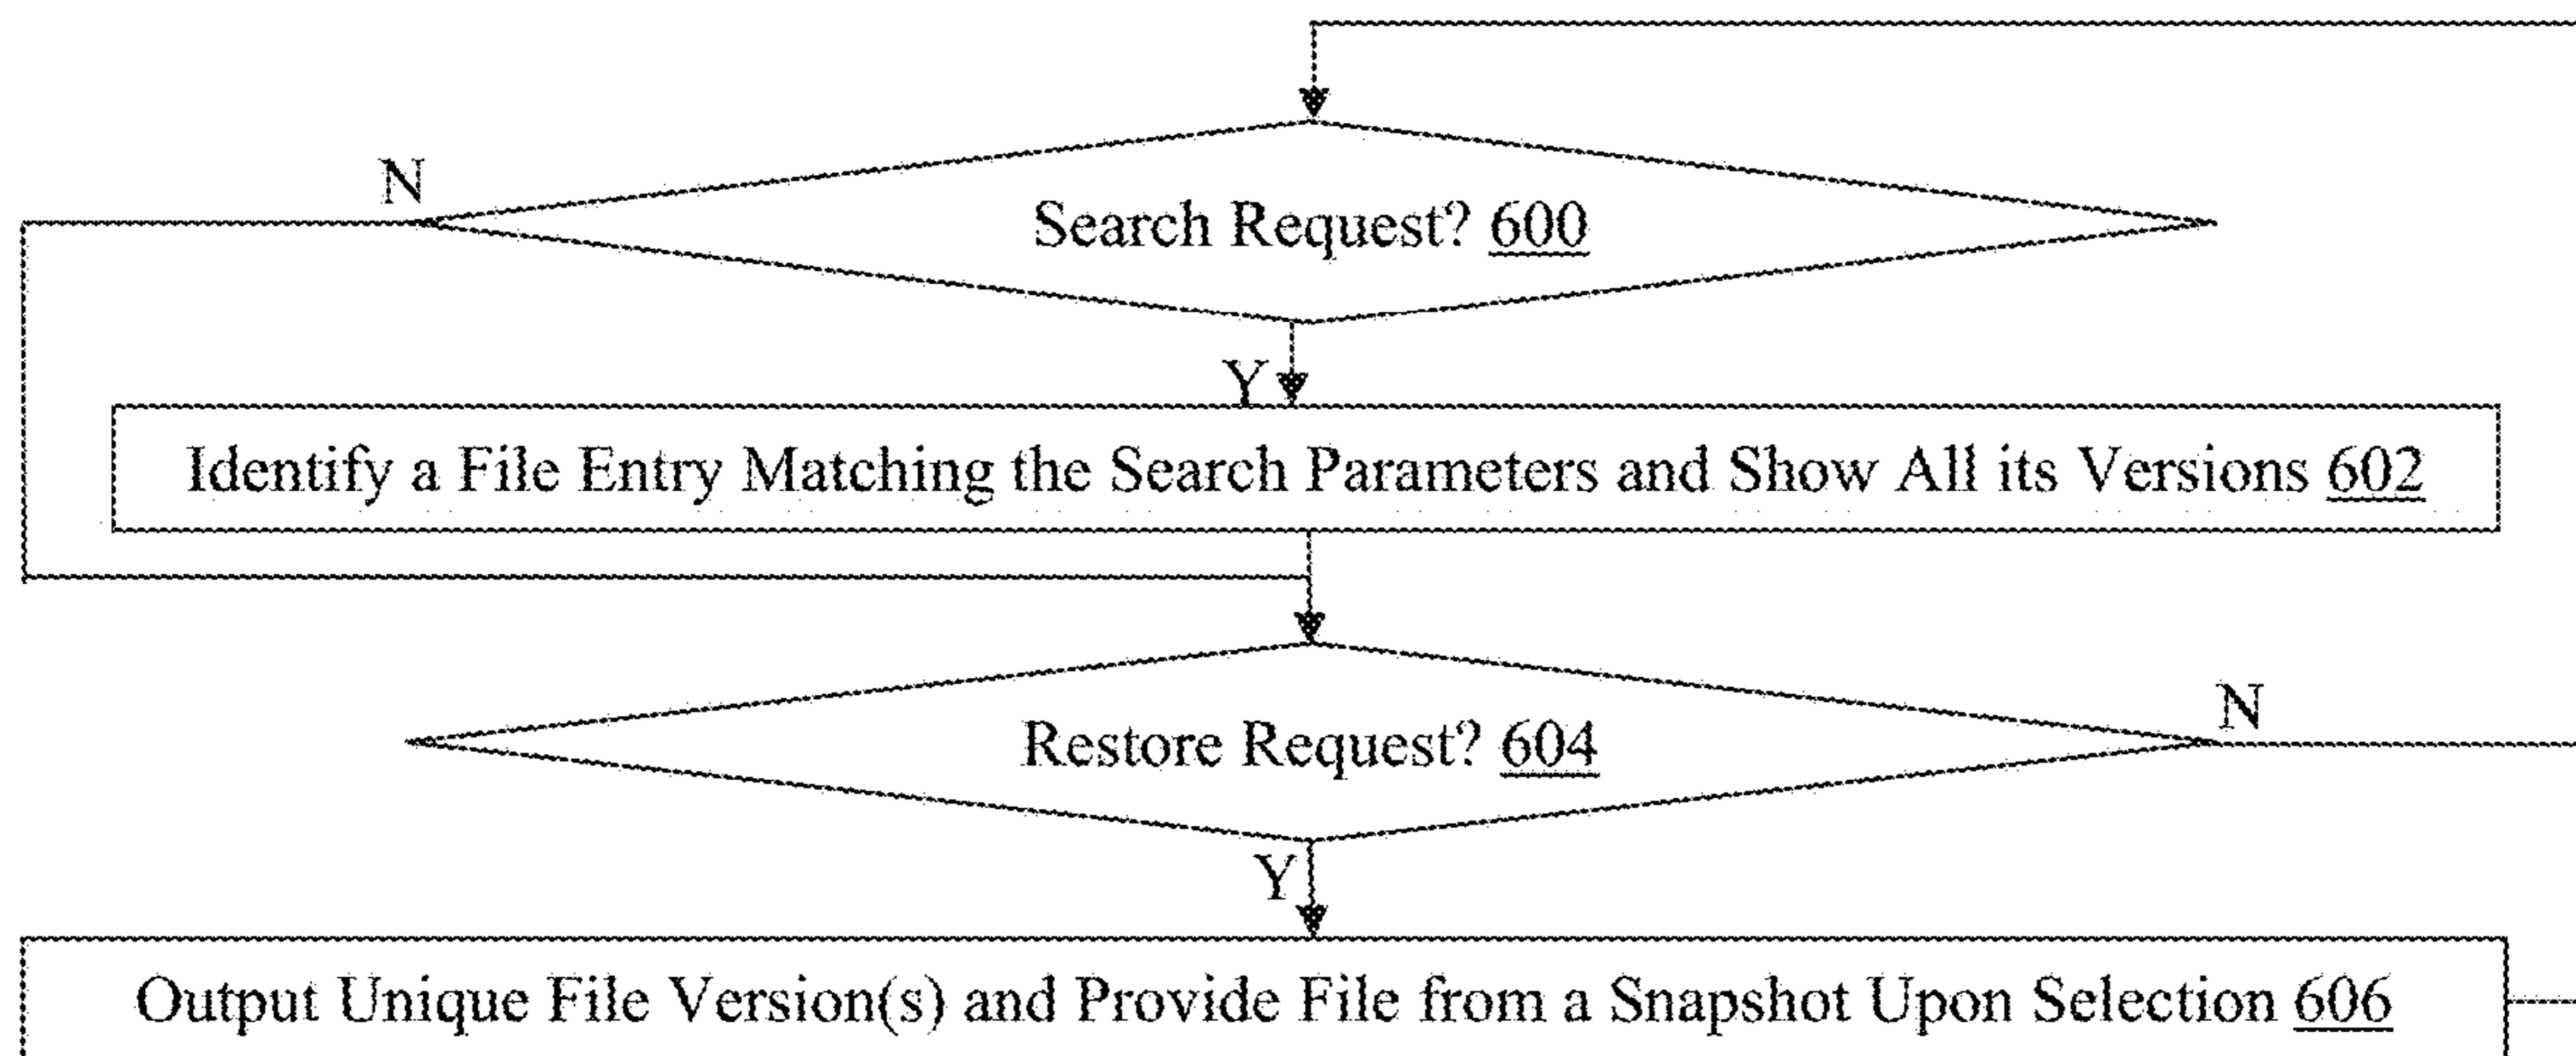 N
Search Request? 600
Y
Identify a File Entry Matching the Search Parameters and Show All its Versions 602
N
Restore Request? 604
Y
Output Unique File Version(s) and Provide File from a Snapshot Upon Selection 606